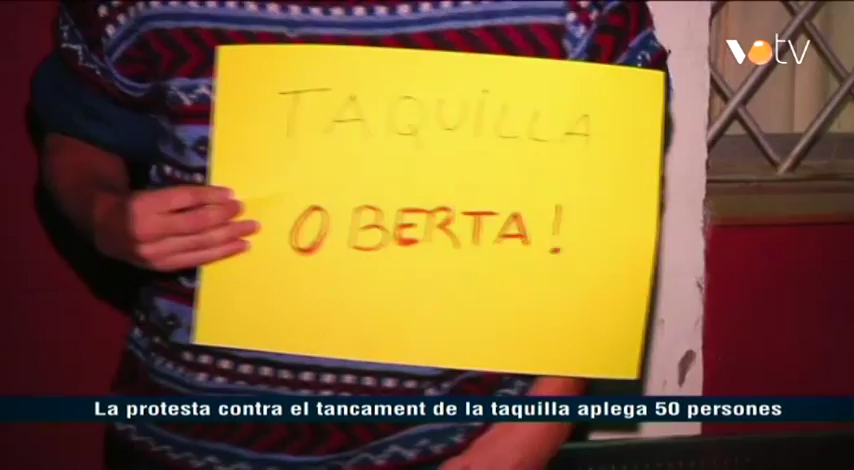 votv
TAQUILLA
OBERTA!
La protesta contra el tancament de la taquilla aplega 50 persones